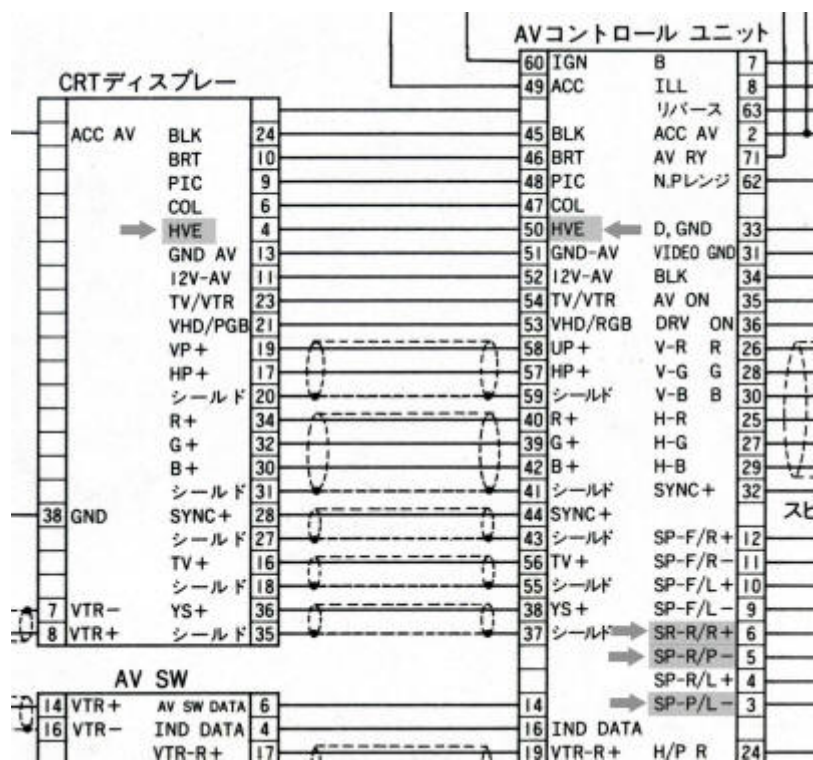 AVコントロール ユニット
60 IGN B 7
49 ACC ILL 8
リバース 63
45 BLK ACC AV 2
46 BRT AV RY 71
48 PIC N.Pレンジ 62
47 COL
50 HVE D,GND 33
51 GND-AV VIDEO GND 31
52 12V-AV BLK 34
54 TV/VTR AV ON 35
53 VHD/RGB DRV ON 36
58 UP+ V-R R 26
57 HP+ V-G G 28
59 シールド V-B B 30
40 R+ H-R 25
39 G+ H-G 27
42 B+ H-B 29
41 シールド SYNC+ 32
44 SYNC+
43 シールド SP-F/R+ 12
56 TV+ SP-F/R- 11
55 シールド SP-F/L+ 10
38 YS+ SP-F/L- 9
37 シールド SR-R/R+ 6
SP-R/P- 5
SP-R/L+ 4
14 SP-P/L- 3
16 IND DATA
19 VTR-R+ H/P R 24
CRTディスプレー
ACC AV BLK 24
BRT 10
PIC 9
COL 6
HVE 4
GND AV 13
12V-AV 11
TV/VTR 23
VHD/PGB 21
VP+ 19
HP+ 17
シールド 20
R+ 34
G+ 32
B+ 30
シールド 31
38 GND SYNC+ 28
シールド 27
TV+ 16
シールド 18
7 VTR- YS+ 36
8 VTR+ シールド 35
AV SW
14 VTR+ AV SW DATA 6
16 VTR- IND DATA 4
VTR-R+ 17